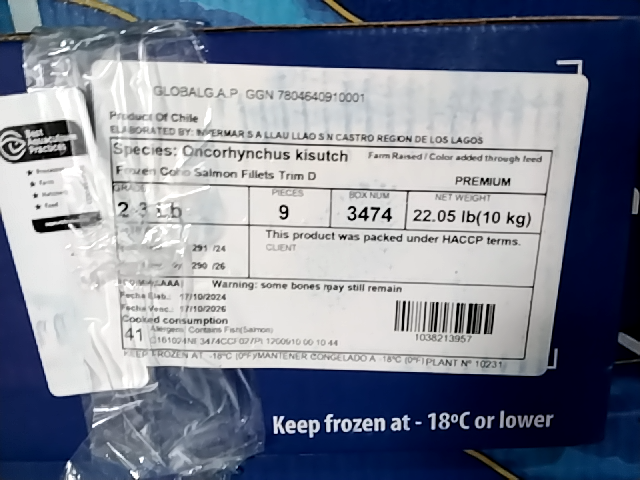 GLOBALG.A.P. GGN 7804640910001
Product Of Chile
ELABORATED BY: INVERMAR S A LLAU LLAO S N CASTRO REGION DE LOS LAGOS
Species: Oncorhynchus kisutch Farm Raised / Color added through feed
Frozen Coho Salmon Fillets Trim D PREMIUM
GRADE PIECES BOX NUM NET WEIGHT
2-3 Lb 9 3474 22.05 lb(10 kg)
This product was packed under HACCP terms.
CLIENT
291 /24
290 /26
Warning: some bones may still remain
Fecha Elab.: 17/10/2024
Fecha Venc.: 17/10/2026
Cooked consumption
41 Allergens: Contains Fish(Salmon)
1038213957
KEEP FROZEN AT -18°C (0°F)/MANTENER CONGELADO A -18°C (0°F) PLANT N° 10231
Best
Aquaculture
Practices
Farm
Feed
Keep frozen at - 18ºC or lower